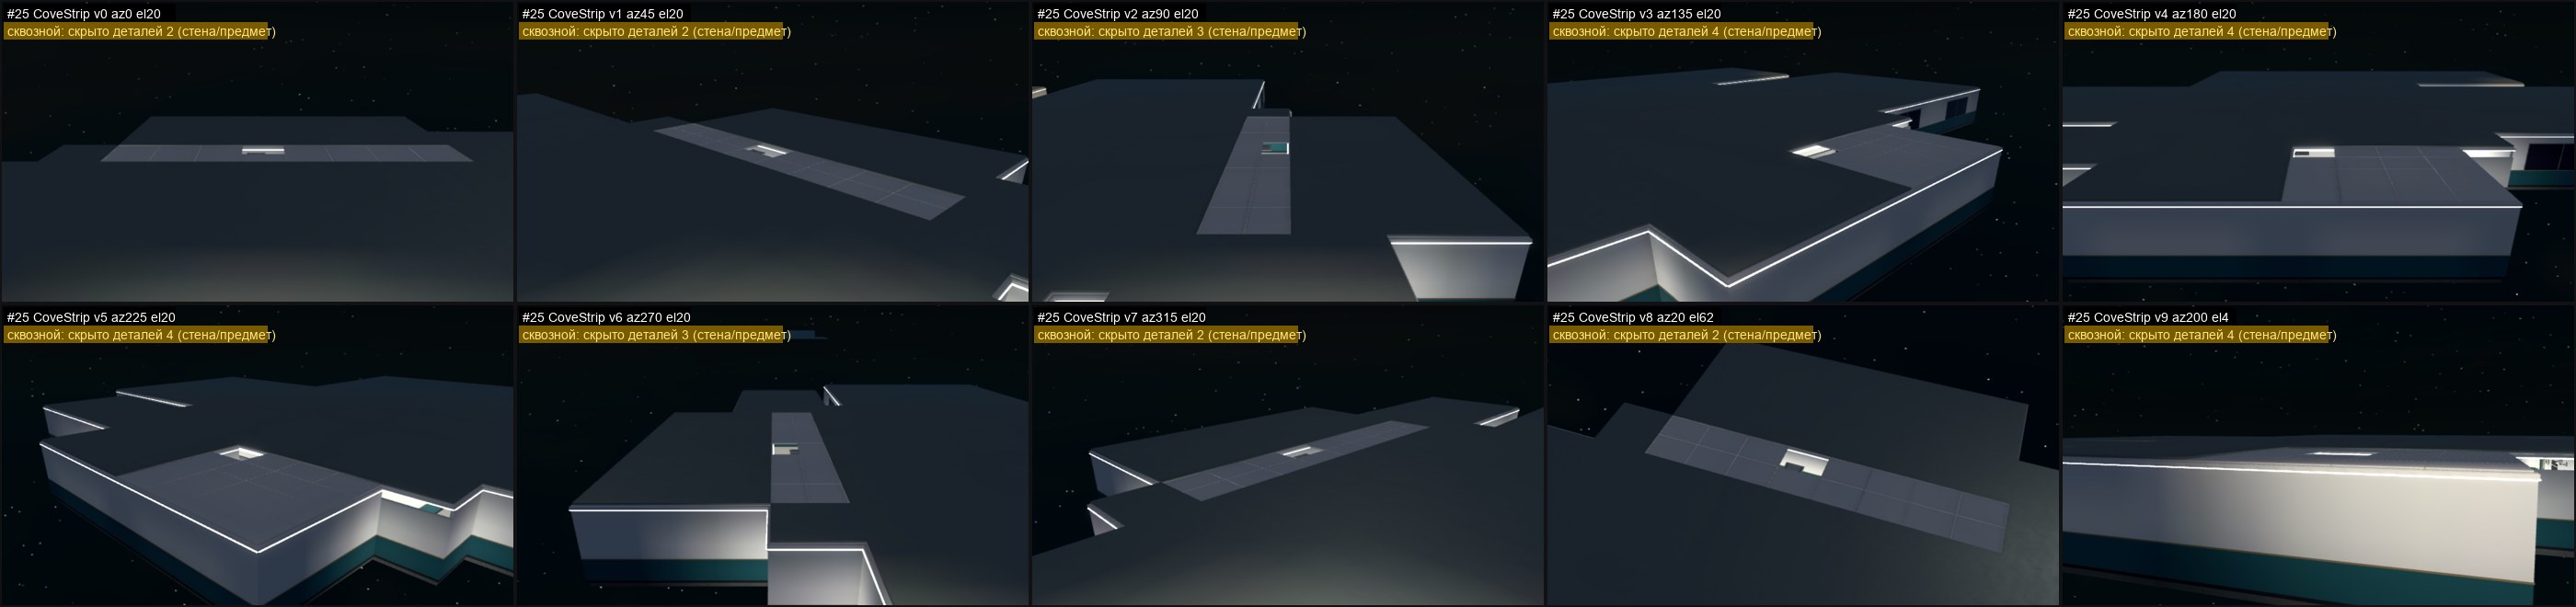 #25 CoveStrip v0 az0 el20
сквозной: скрыто деталей 2 (стена/предмет)
#25 CoveStrip v1 az45 el20
сквозной: скрыто деталей 2 (стена/предмет)
#25 CoveStrip v2 az90 el20
сквозной: скрыто деталей 3 (стена/предмет)
#25 CoveStrip v3 az135 el20
сквозной: скрыто деталей 4 (стена/предмет)
#25 CoveStrip v4 az180 el20
сквозной: скрыто деталей 4 (стена/предмет)
#25 CoveStrip v5 az225 el20
сквозной: скрыто деталей 4 (стена/предмет)
#25 CoveStrip v6 az270 el20
сквозной: скрыто деталей 3 (стена/предмет)
#25 CoveStrip v7 az315 el20
сквозной: скрыто деталей 2 (стена/предмет)
#25 CoveStrip v8 az20 el62
сквозной: скрыто деталей 2 (стена/предмет)
#25 CoveStrip v9 az200 el4
сквозной: скрыто деталей 4 (стена/предмет)